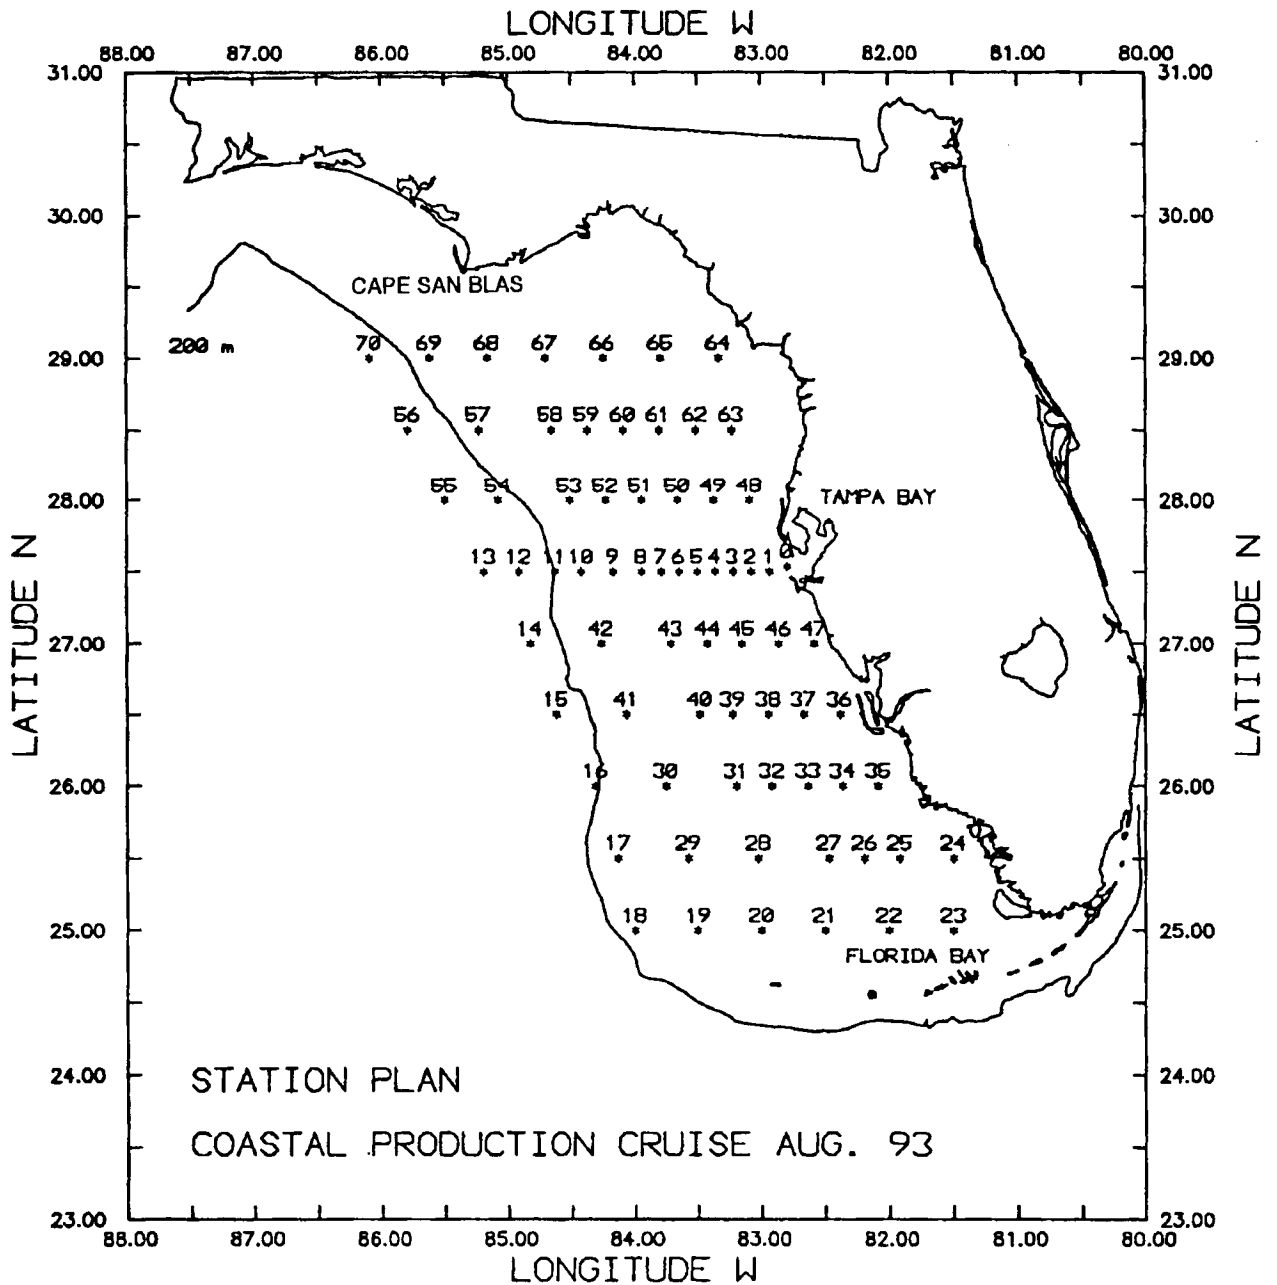 LONGITUDE W
88.00 87.00 86.00 85.00 84.00 83.00 82.00 81.00 80.00
31.00 31.00
30.00 30.00
CAPE SAN BLAS
200 m
70 69 68 67 66 65 64
29.00 29.00
56 57 58 59 60 61 62 63
55 54 53 52 51 50 49 48
TAMPA BAY
28.00 28.00
13 12 11 10 9 8 7 6 5 4 3 2 1 0
LATITUDE N
LATITUDE N
14 42 43 44 45 46 47
27.00 27.00
15 41 40 39 38 37 36
16 30 31 32 33 34 35
26.00 26.00
17 29 28 27 26 25 24
18 19 20 21 22 23
25.00 25.00
FLORIDA BAY
STATION PLAN
24.00 24.00
COASTAL PRODUCTION CRUISE AUG. 93
23.00 23.00
88.00 87.00 86.00 85.00 84.00 83.00 82.00 81.00 80.00
LONGITUDE W